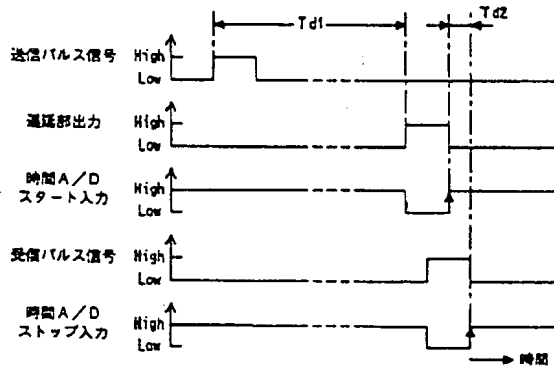 Td1
Td2
送信パルス信号
High
Low
遅延部出力
High
Low
時間A/D
スタート入力
High
Low
受信パルス信号
High
Low
時間A/D
ストップ入力
High
Low
時間